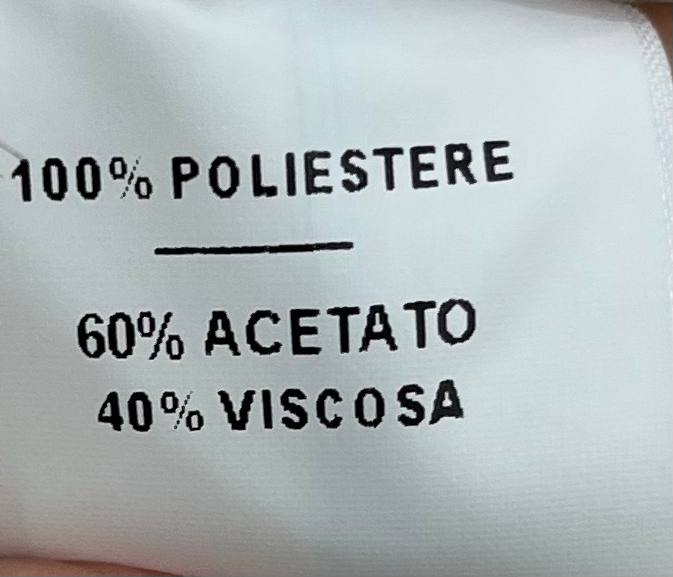 100% POLIESTERE
60% ACETATO
40% VISCOSA